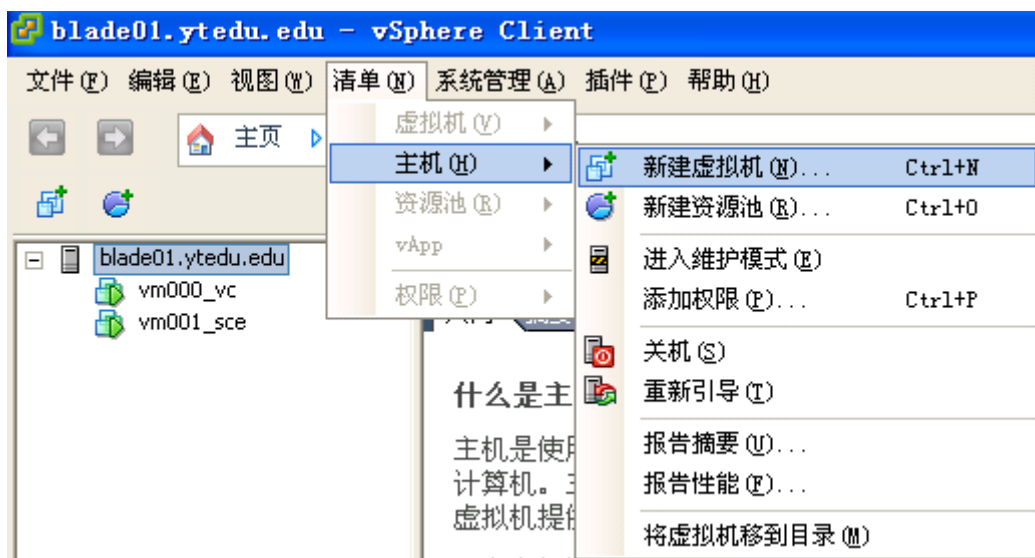 blade01.ytedu.edu - vSphere Client
文件(F) 编辑(E) 视图(W) 清单(N) 系统管理(A) 插件(P) 帮助(H)
主页
虚拟机(V)
主机(H)
资源池(R)
vApp
权限(P)
新建虚拟机(N)... Ctrl+N
新建资源池(R)... Ctrl+O
进入维护模式(E)
添加权限(P)... Ctrl+P
关机(S)
重新引导(T)
报告摘要(U)...
报告性能(F)...
将虚拟机移到目录(M)
blade01.ytedu.edu
vm000_vc
vm001_sce
什么是主
主机是使用
计算机。
虚拟机提供